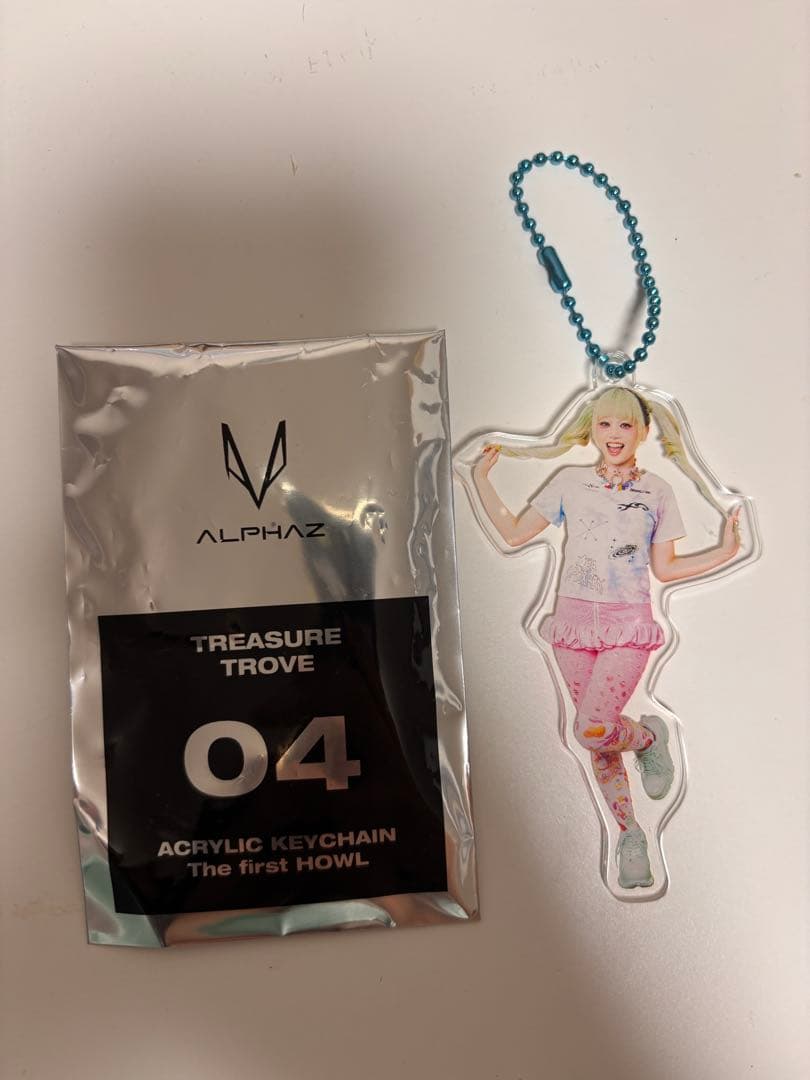 ALPHAZ
TREASURE
TROVE
04
ACRYLIC KEYCHAIN
The first HOWL